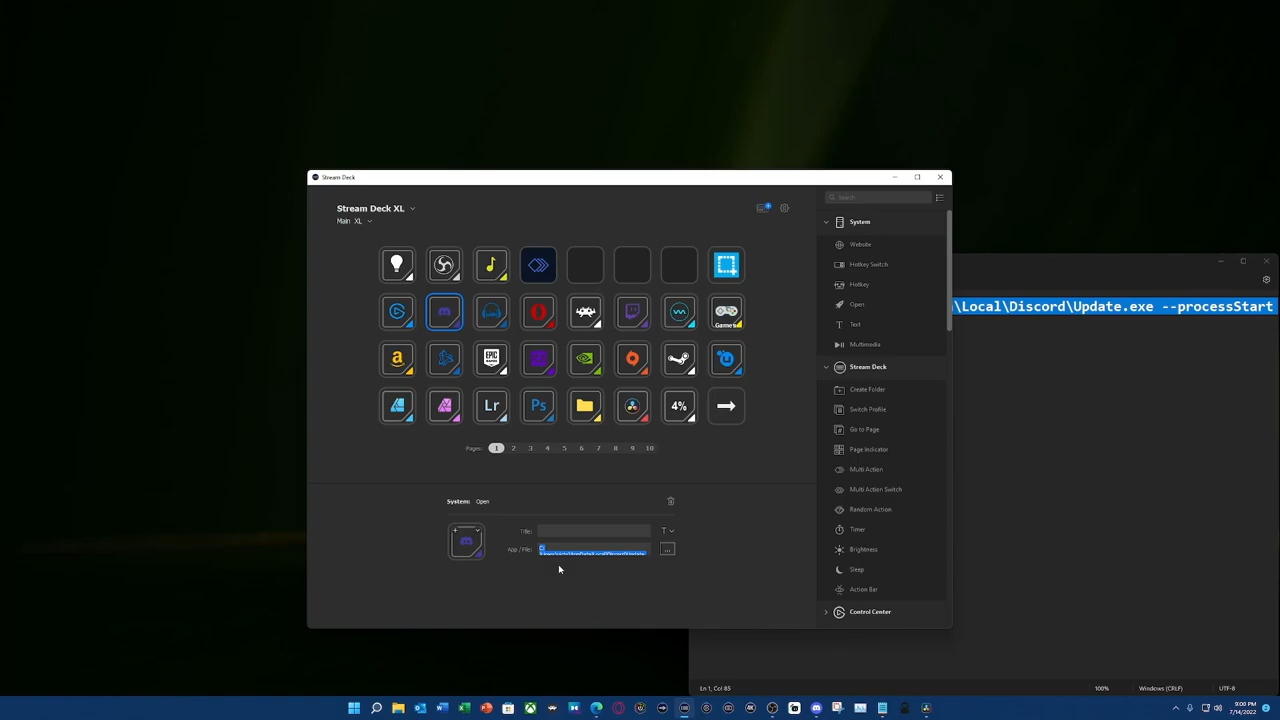 Stream Deck
Stream Deck XL
Main XL
Search
System
Website
Hotkey Switch
Hotkey
Open
Text
Multimedia
Stream Deck
Create Folder
Switch Profile
Go to Page
Page Indicator
Multi Action
Multi Action Switch
Random Action
Timer
Brightness
Sleep
Action Bar
Control Center
Games
EPIC
GAMES
Lr
Ps
4%
Pages: 1 2 3 4 5 6 7 8 9 10
System: Open
Title:
T
App / File:
...
\Local\Discord\Update.exe --processStart
Ln 1, Col 85
100%
Windows (CRLF)
UTF-8
9:00 PM
7/14/2022